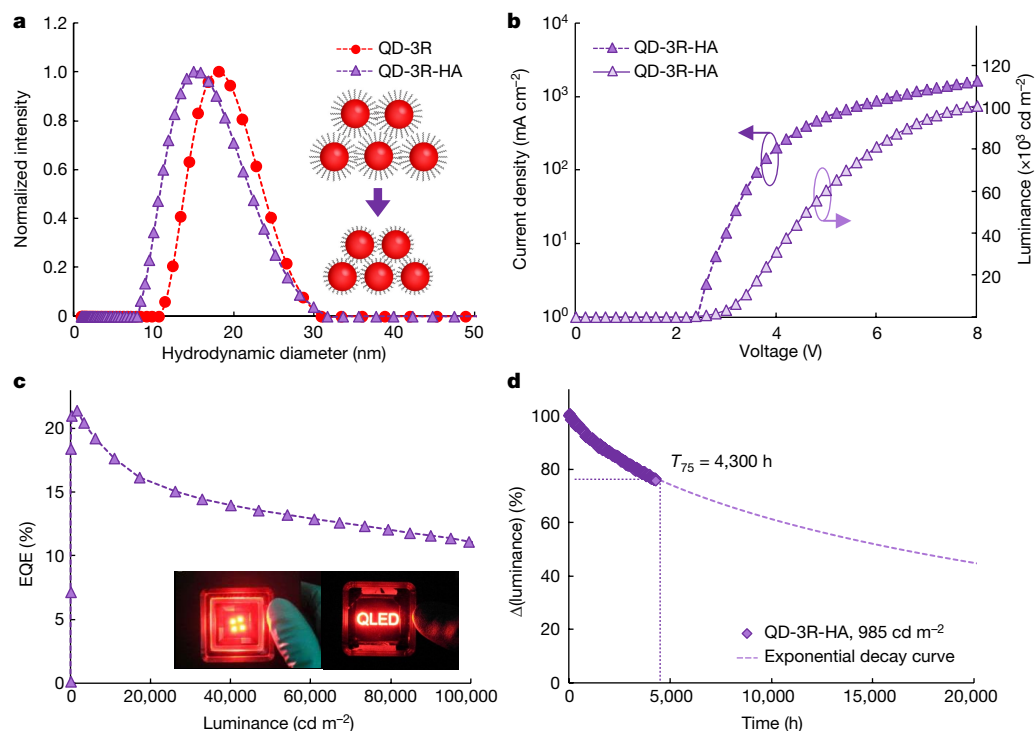 a
1.2
1.0
0.8
0.6
0.4
0.2
0
Normalized intensity
QD-3R
QD-3R-HA
0 10 20 30 40 50
Hydrodynamic diameter (nm)
b
10⁴
10³
10²
10¹
10⁰
Current density (mA cm⁻²)
QD-3R-HA
QD-3R-HA
120
100
80
60
40
20
0
Luminance (×10³ cd m⁻²)
0 2 4 6 8
Voltage (V)
c
20
15
10
5
0
EQE (%)
QLED
0 20,000 40,000 60,000 80,000 100,000
Luminance (cd m⁻²)
d
100
80
60
40
20
0
Δ(luminance) (%)
T₇₅ = 4,300 h
QD-3R-HA, 985 cd m⁻²
Exponential decay curve
0 5,000 10,000 15,000 20,000
Time (h)